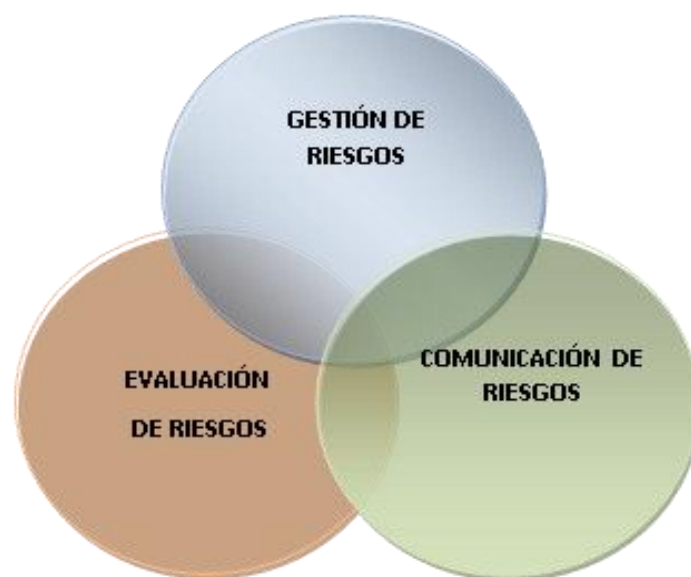 GESTIÓN DE
RIESGOS
EVALUACIÓN
DE RIESGOS
COMUNICACIÓN DE
RIESGOS